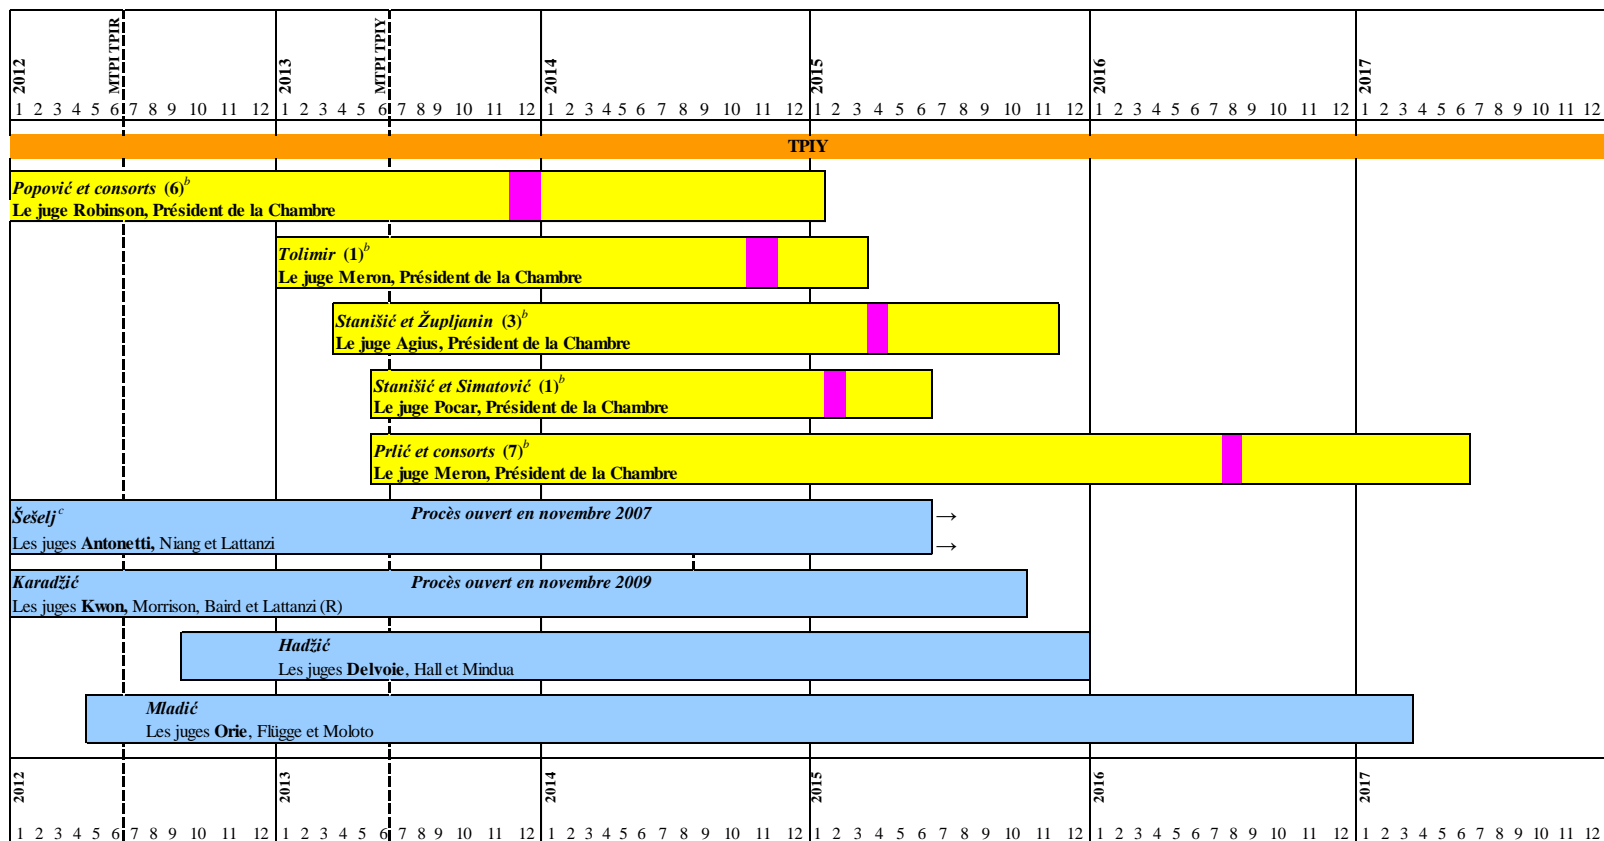 2012 MTPI TPIR 2013 MTPI TPIY 2014 2015 2016 2017
1 2 3 4 5 6 7 8 9 10 11 12 1 2 3 4 5 6 7 8 9 10 11 12 1 2 3 4 5 6 7 8 9 10 11 12 1 2 3 4 5 6 7 8 9 10 11 12 1 2 3 4 5 6 7 8 9 10 11 12 1 2 3 4 5 6 7 8 9 10 11 12
TPIY
Popović et consorts (6)b
Le juge Robinson, Président de la Chambre
Tolimir (1)b
Le juge Meron, Président de la Chambre
Stanišić et Župljanin (3)b
Le juge Agius, Président de la Chambre
Stanišić et Simatović (1)b
Le juge Pocar, Président de la Chambre
Prlić et consorts (7)b
Le juge Meron, Président de la Chambre
Šešelj c Procès ouvert en novembre 2007 →
Les juges Antonetti, Niang et Lattanzi →
Karadžić Procès ouvert en novembre 2009
Les juges Kwon, Morrison, Baird et Lattanzi (R)
Hadžić
Les juges Delvoie, Hall et Mindua
Mladić
Les juges Orie, Flügge et Moloto
2012 2013 2014 2015 2016 2017
1 2 3 4 5 6 7 8 9 10 11 12 1 2 3 4 5 6 7 8 9 10 11 12 1 2 3 4 5 6 7 8 9 10 11 12 1 2 3 4 5 6 7 8 9 10 11 12 1 2 3 4 5 6 7 8 9 10 11 12 1 2 3 4 5 6 7 8 9 10 11 12